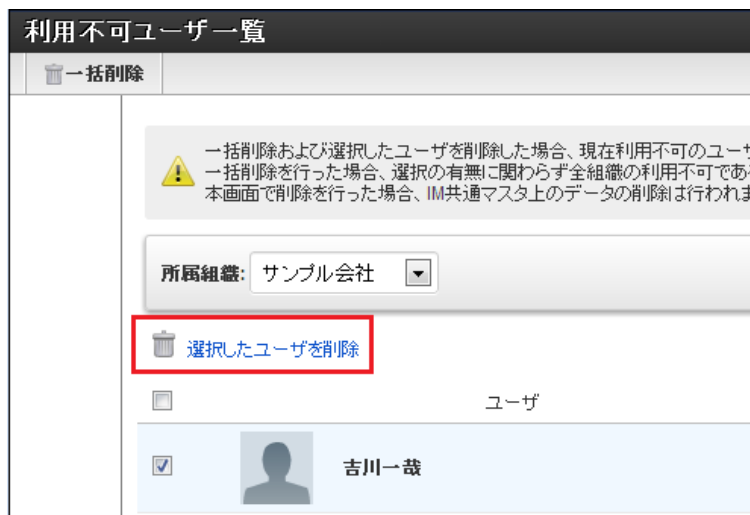 利用不可ユーザ一覧
一括削除
一括削除および選択したユーザを削除した場合、現在利用不可のユーザ
一括削除を行った場合、選択の有無に関わらず全組織の利用不可であ
本画面で削除を行った場合、IM共通マスタ上のデータの削除は行われま
所属組織: サンプル会社
選択したユーザを削除
ユーザ
吉川一哉